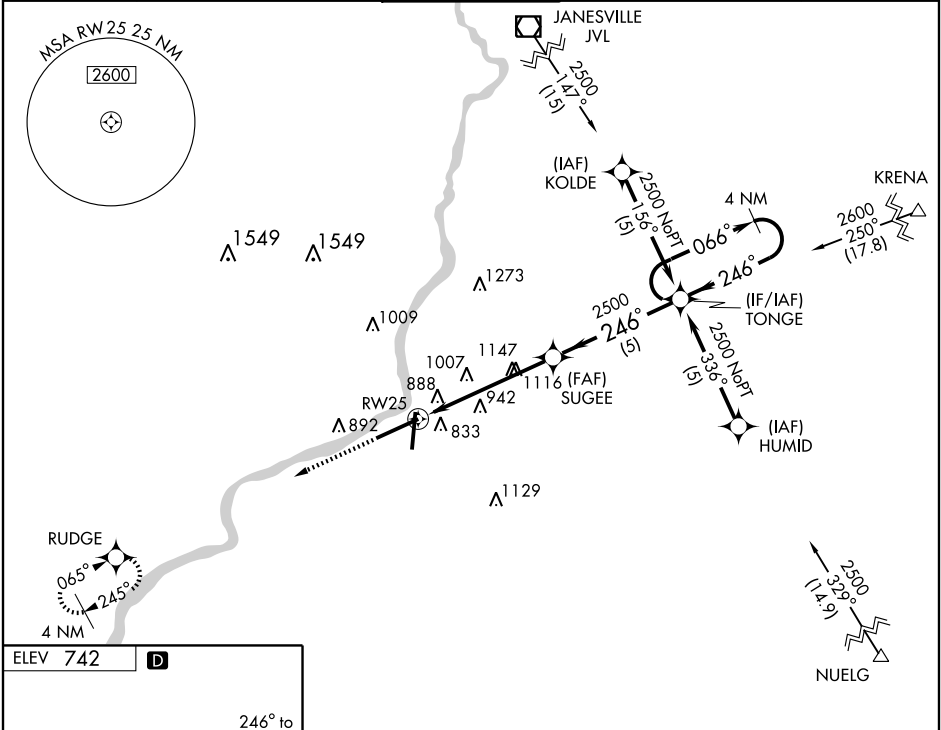 MSA RW25 25 NM
2600
JANESVILLE
JVL
2500
147°
(15)
(IAF)
KOLDE
2500 NoPT
156°
(5)
4 NM
066°
246°
KRENA
2600
250°
(17.8)
(IF/IAF)
TONGE
1549
1549
1273
1009
2500
246°
(5)
2500 NoPT
336°
(5)
1147
1007
1116
(FAF)
SUGEE
888
942
RW25
892
833
(IAF)
HUMID
1129
RUDGE
065°
245°
4 NM
2500
329°
(14.9)
NUELG
ELEV 742
D
246° to